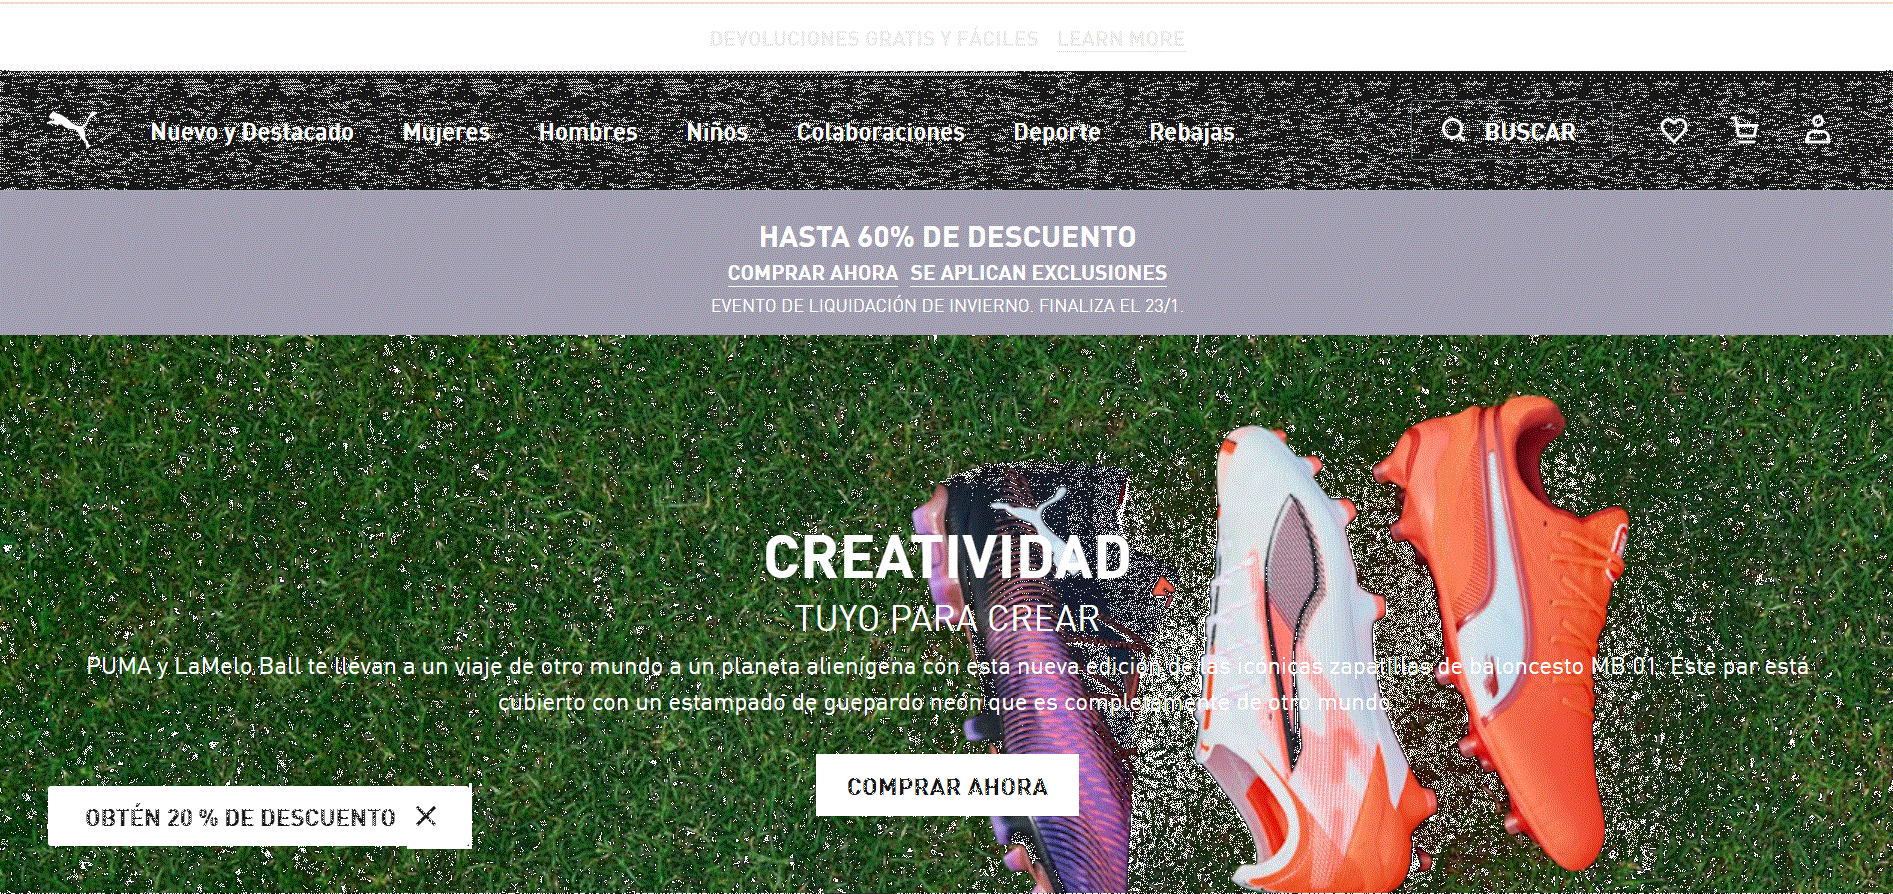 DEVOLUCIONES GRATIS Y FÁCILES LEARN MORE
Nuevo y Destacado Mujeres Hombres Niños Colaboraciones Deporte Rebajas BUSCAR
HASTA 60% DE DESCUENTO
COMPRAR AHORA SE APLICAN EXCLUSIONES
EVENTO DE LIQUIDACIÓN DE INVIERNO. FINALIZA EL 23/1.
CREATIVIDAD
TUYO PARA CREAR
PUMA y LaMelo Ball te llevan a un viaje de otro mundo a un planeta alienígena con esta nueva edición de las icónicas zapatillas de baloncesto MB.01. Este par está
cubierto con un estampado de guepardo neón que es completamente de otro mundo.
COMPRAR AHORA
OBTÉN 20 % DE DESCUENTO